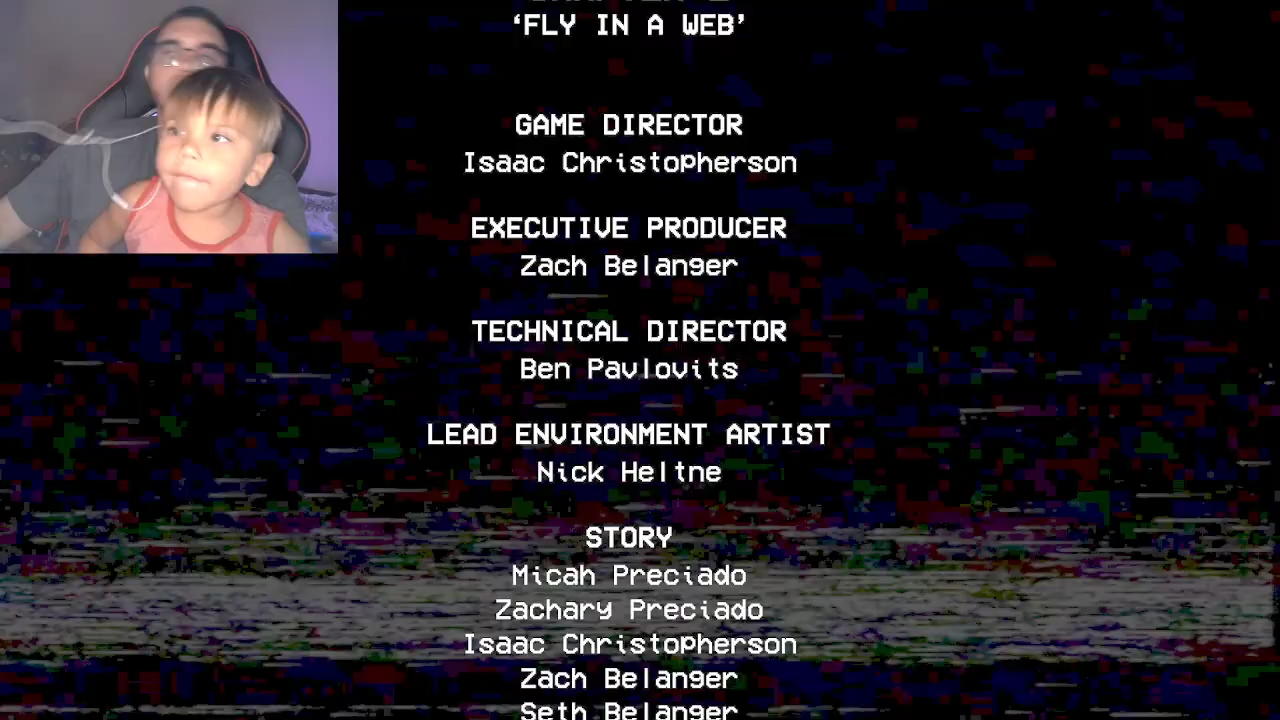 ‘FLY IN A WEB’
GAME DIRECTOR
Isaac Christopherson
EXECUTIVE PRODUCER
Zach Belanger
TECHNICAL DIRECTOR
Ben Pavlovits
LEAD ENVIRONMENT ARTIST
Nick Heltne
STORY
Micah Preciado
Zachary Preciado
Isaac Christopherson
Zach Belanger
Seth Belanger